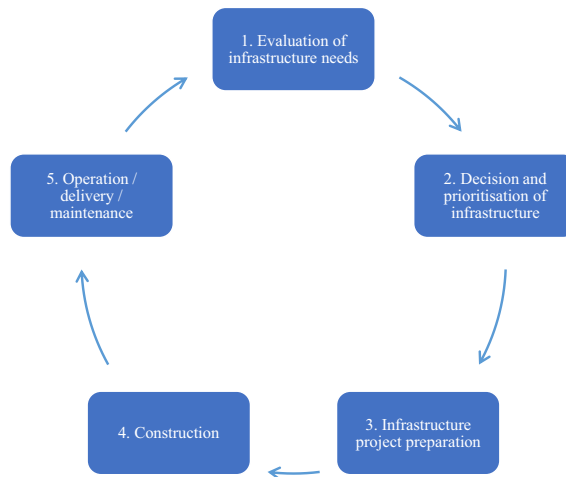 1. Evaluation of
infrastructure needs
2. Decision and
prioritisation of
infrastructure
3. Infrastructure
project preparation
4. Construction
5. Operation /
delivery /
maintenance